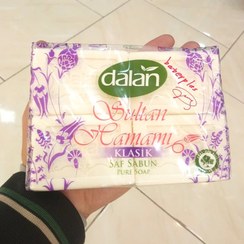 dalan
Sultan
Hamamı
KLASİK
SAF SABUN
PURE SOAP